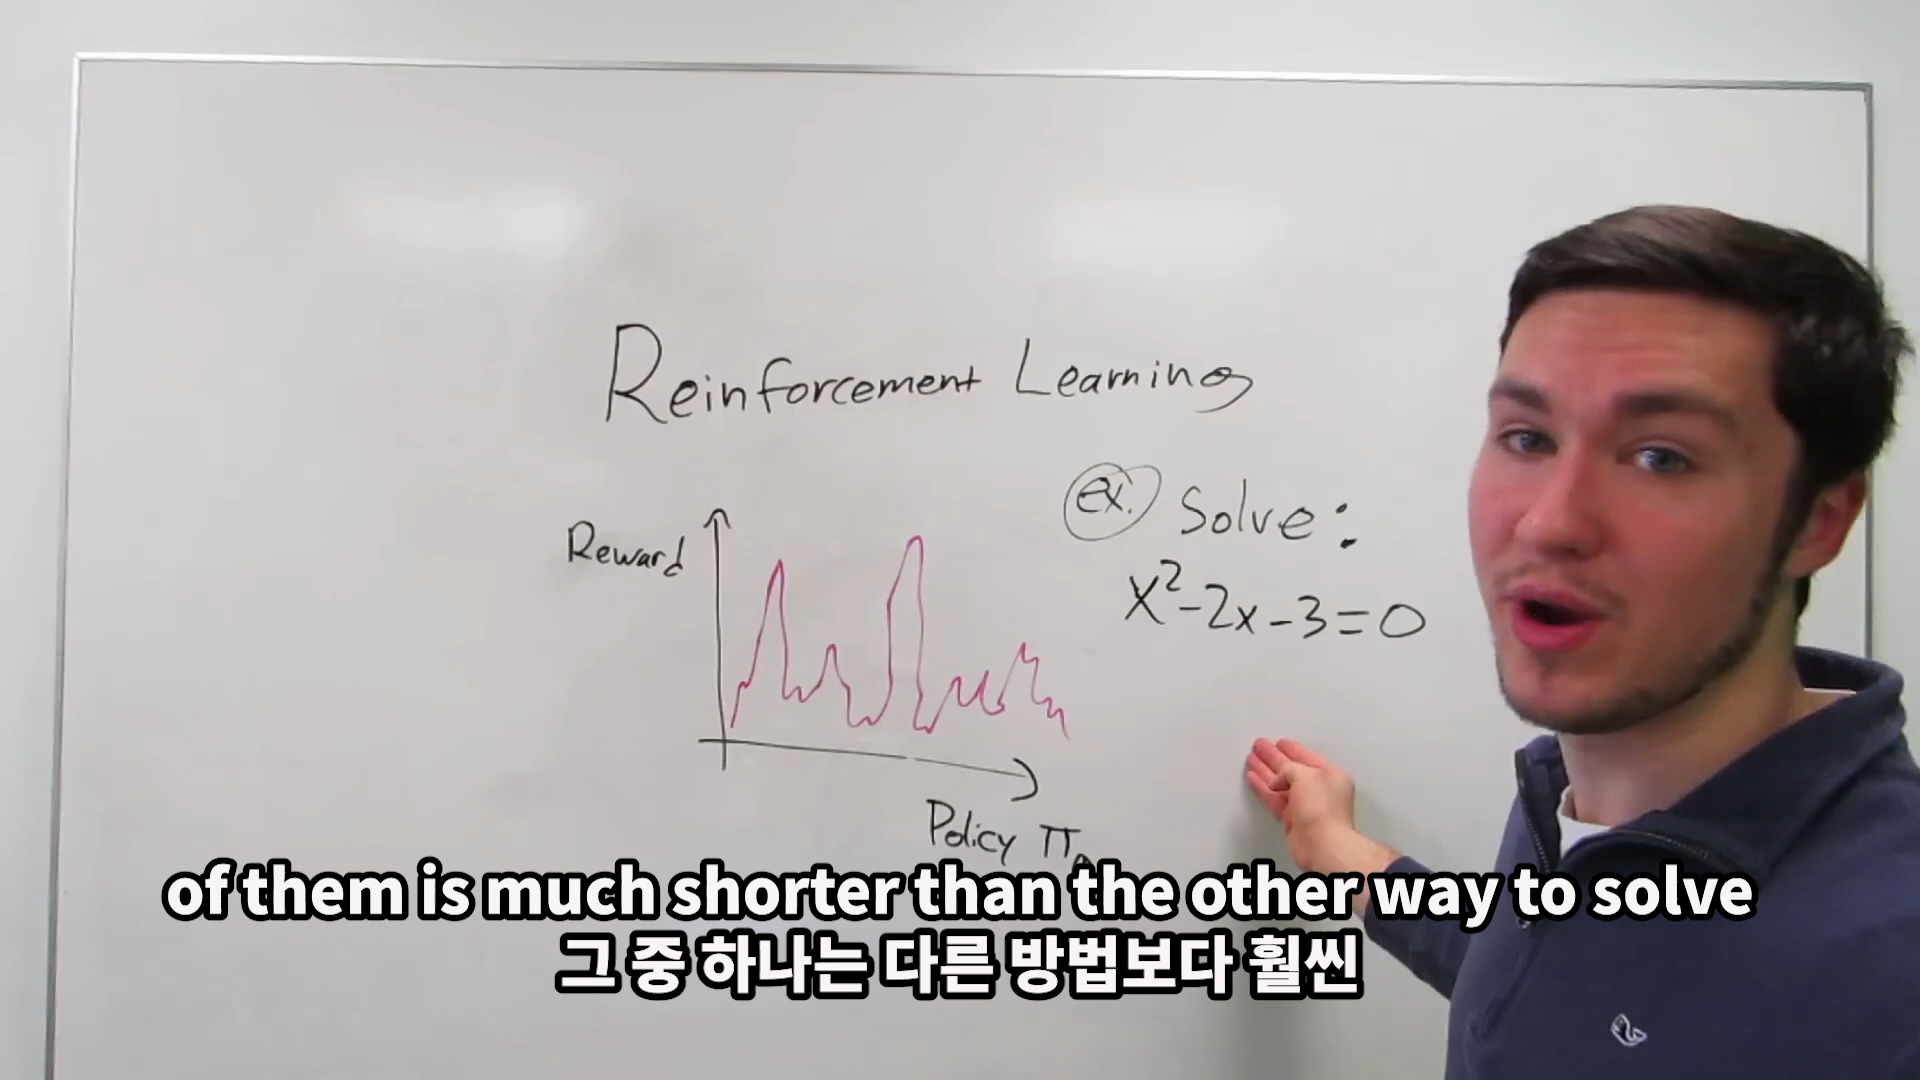 Reinforcement Learning
ex. Solve:
x²-2x-3=0
Reward
Policy π
of them is much shorter than the other way to solve
그 중 하나는 다른 방법보다 훨씬